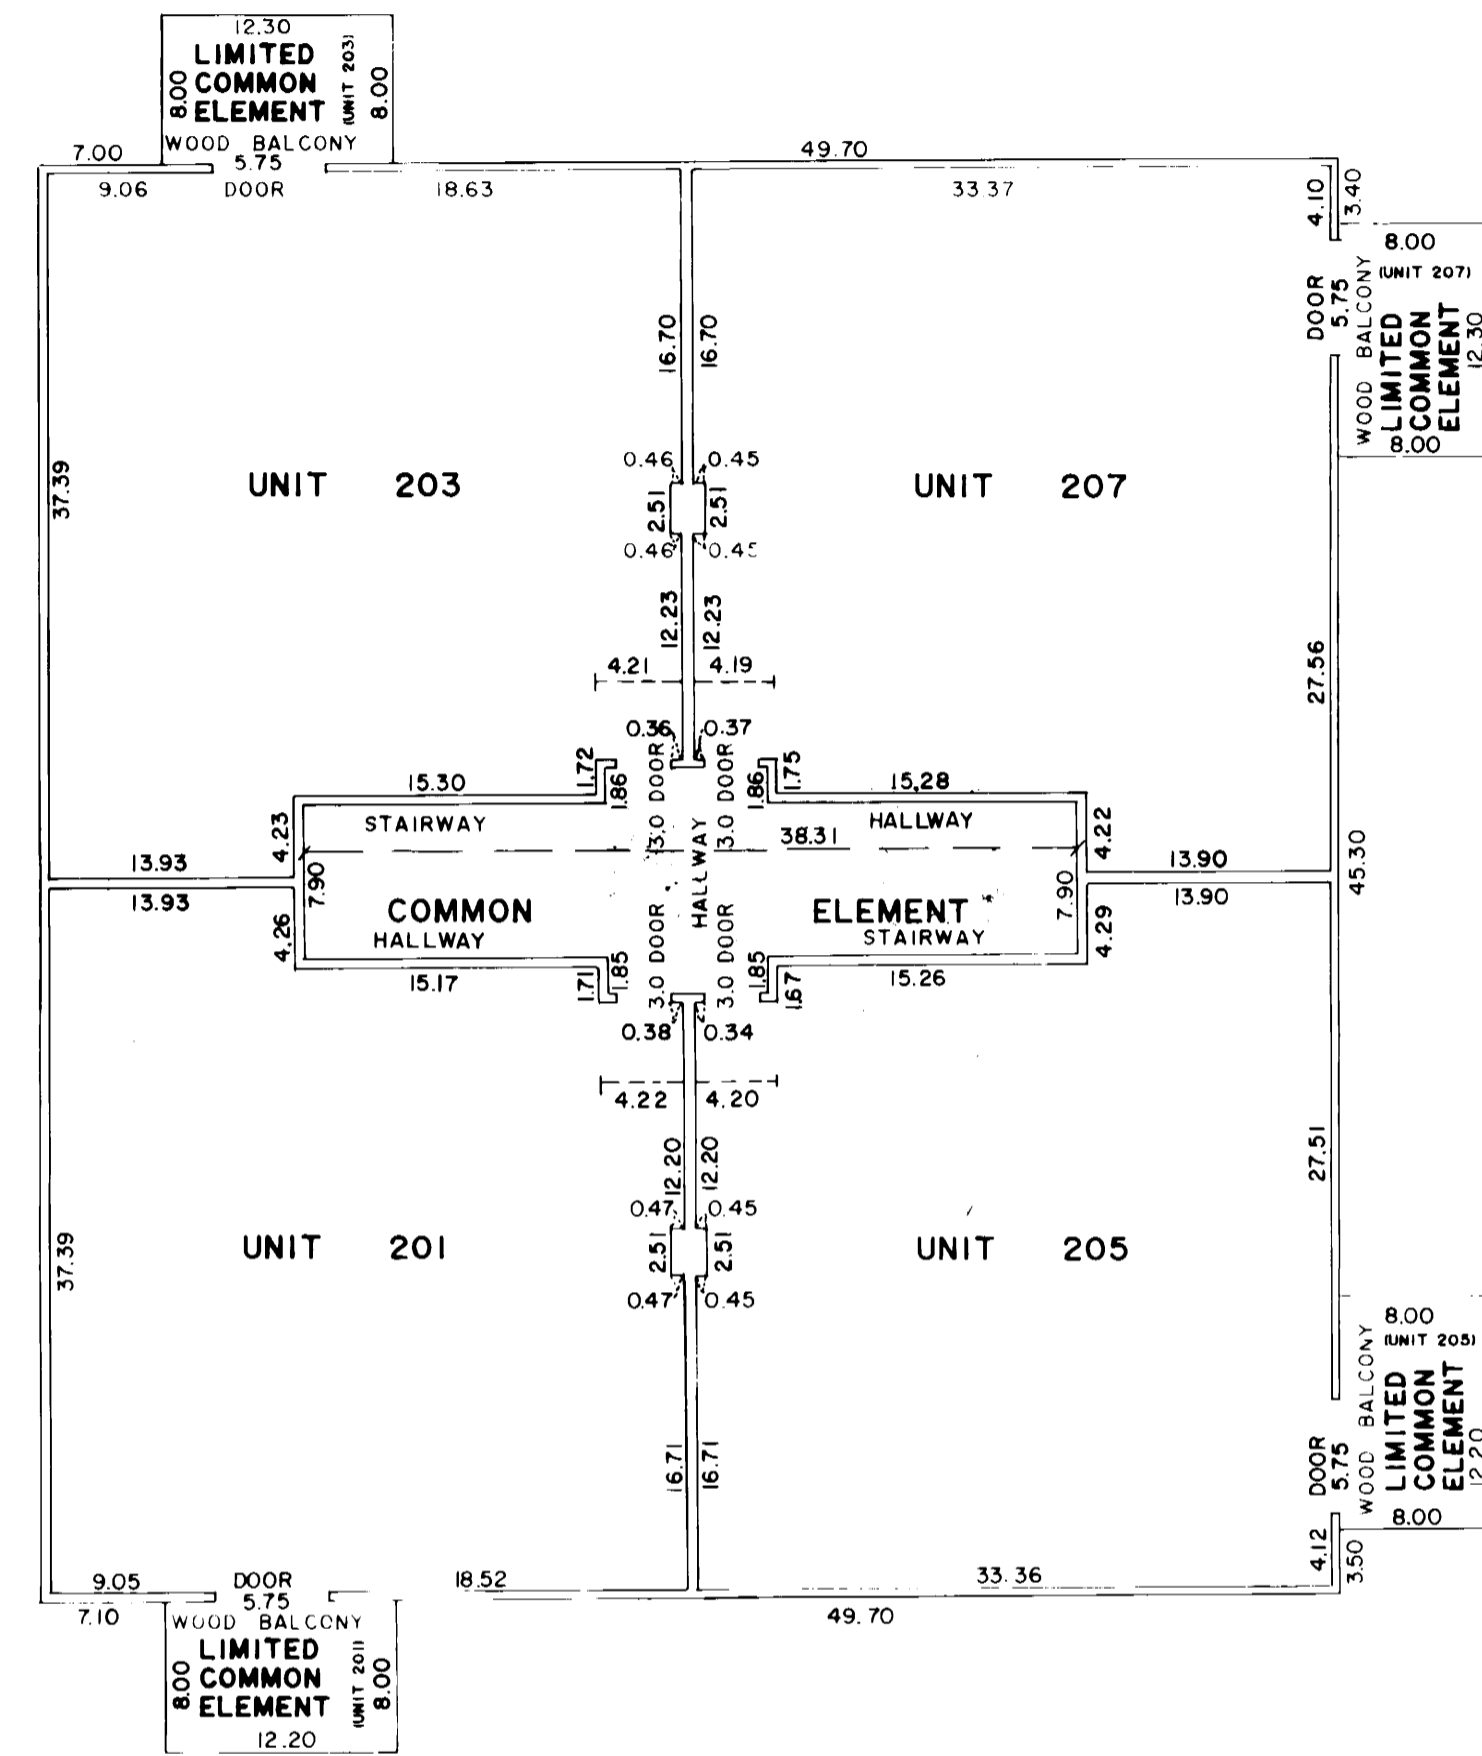 12.30
LIMITED
COMMON
ELEMENT
(UNIT 203)
8.00
8.00
WOOD BALCONY
7.00
5.75
49.70
9.06
DOOR
18.63
33.37
4.10
3.40
8.00
(UNIT 207)
DOOR
5.75
WOOD BALCONY
LIMITED
COMMON
ELEMENT
12.30
8.00
16.70
16.70
37.39
UNIT 203
0.46
0.45
2.51
2.51
0.46
0.45
UNIT 207
12.23
12.23
4.21
4.19
27.56
0.36
0.37
1.72
1.86
3.0 DOOR
3.0 DOOR
1.86
1.75
15.30
15.28
STAIRWAY
HALLWAY
4.23
38.31
4.22
HALLWAY
13.93
13.90
45.30
7.90
7.90
13.93
13.90
COMMON
ELEMENT
4.26
HALLWAY
STAIRWAY
4.29
15.17
1.71
1.85
3.0 DOOR
3.0 DOOR
1.85
1.67
15.26
0.38
0.34
4.22
4.20
12.20
12.20
27.51
0.47
0.45
37.39
UNIT 201
2.51
2.51
UNIT 205
0.47
0.45
8.00
(UNIT 205)
WOOD BALCONY
LIMITED
COMMON
ELEMENT
12.20
8.00
16.71
16.71
DOOR
5.75
4.12
3.50
9.05
DOOR
18.52
33.36
7.10
5.75
49.70
WOOD BALCONY
LIMITED
COMMON
ELEMENT
(UNIT 201)
8.00
8.00
12.20